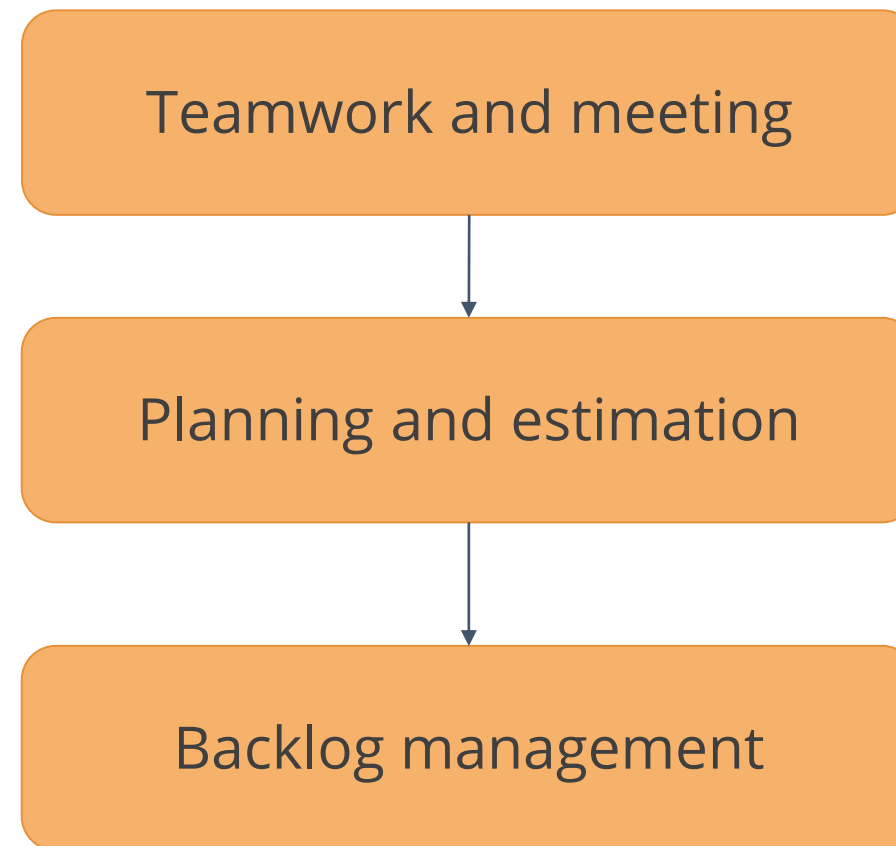 Teamwork and meeting
Planning and estimation
Backlog management